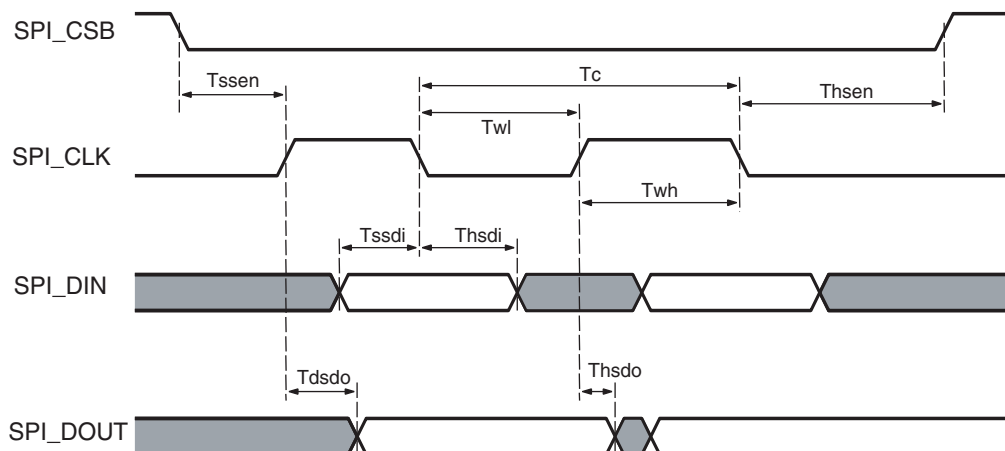 SPI_CSB
Tssen
Tc
Thsen
Twl
SPI_CLK
Twh
Tssdi
Thsdi
SPI_DIN
Tdsdo
Thsdo
SPI_DOUT